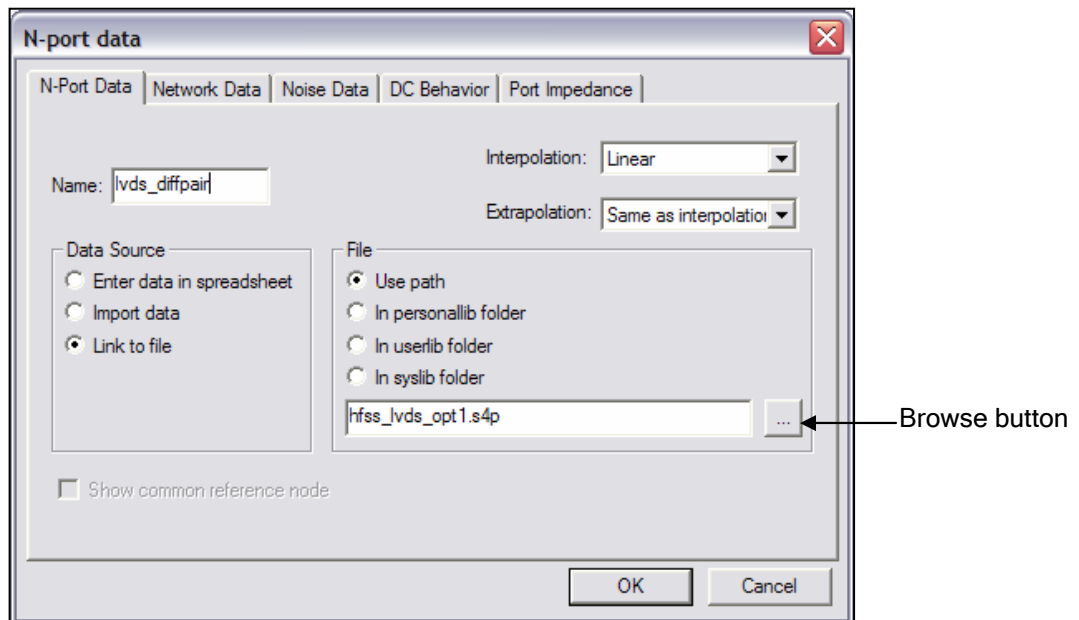 N-port data
N-Port Data Network Data Noise Data DC Behavior Port Impedance
Interpolation: Linear
Name: lvds_diffpair
Extrapolation: Same as interpolation
Data Source
Enter data in spreadsheet
Import data
Link to file
File
Use path
In personallib folder
In userlib folder
In syslib folder
hfss_lvds_opt1.s4p
...
Browse button
Show common reference node
OK Cancel